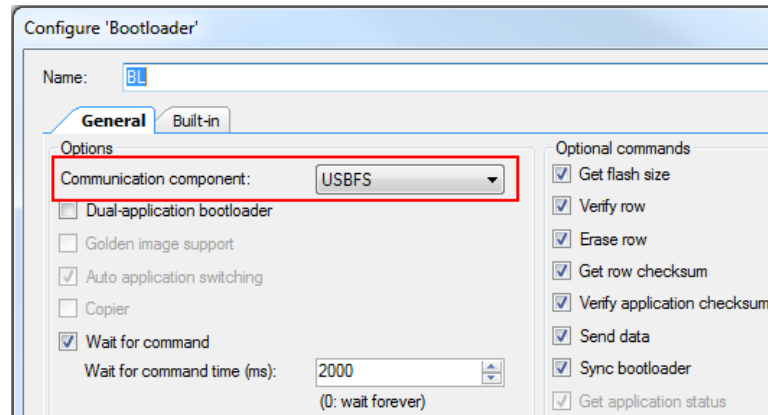 Configure 'Bootloader'
Name: BL
General Built-in
Options
Communication component: USBFS
Dual-application bootloader
Golden image support
Auto application switching
Copier
Wait for command
Wait for command time (ms): 2000
(0: wait forever)
Optional commands
Get flash size
Verify row
Erase row
Get row checksum
Verify application checksum
Send data
Sync bootloader
Get application status